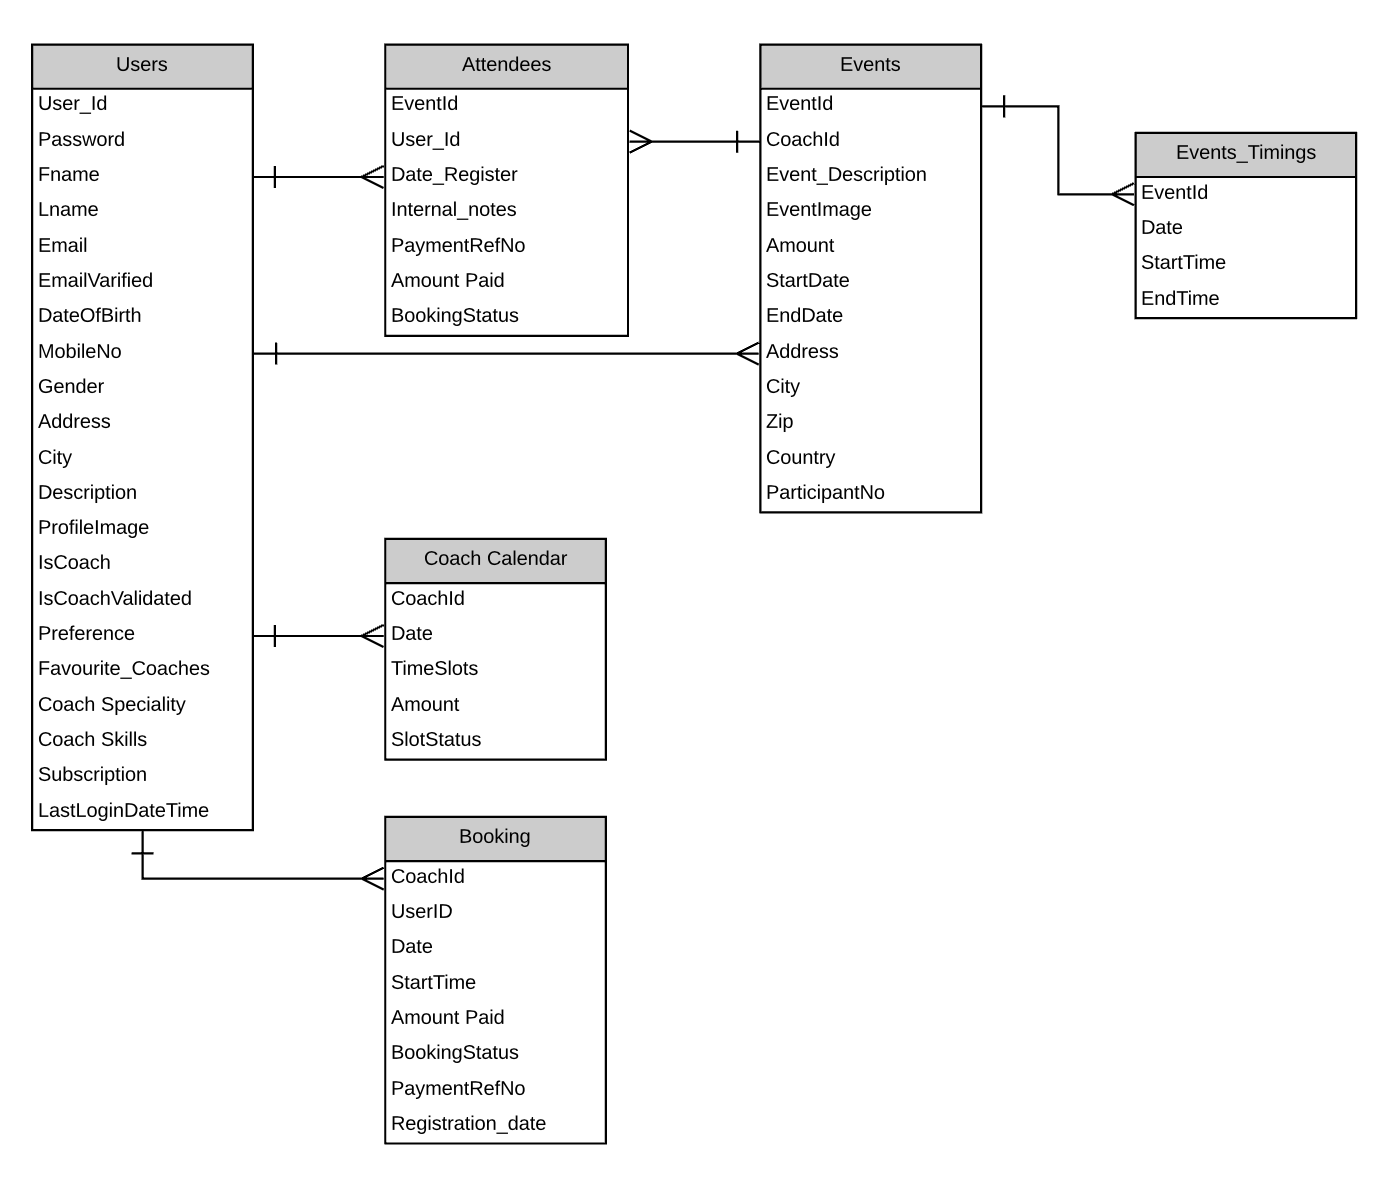 Users
User_Id
Password
Fname
Lname
Email
EmailVarified
DateOfBirth
MobileNo
Gender
Address
City
Description
ProfileImage
IsCoach
IsCoachValidated
Preference
Favourite_Coaches
Coach Speciality
Coach Skills
Subscription
LastLoginDateTime
Attendees
EventId
User_Id
Date_Register
Internal_notes
PaymentRefNo
Amount Paid
BookingStatus
Events
EventId
CoachId
Event_Description
EventImage
Amount
StartDate
EndDate
Address
City
Zip
Country
ParticipantNo
Events_Timings
EventId
Date
StartTime
EndTime
Coach Calendar
CoachId
Date
TimeSlots
Amount
SlotStatus
Booking
CoachId
UserID
Date
StartTime
Amount Paid
BookingStatus
PaymentRefNo
Registration_date